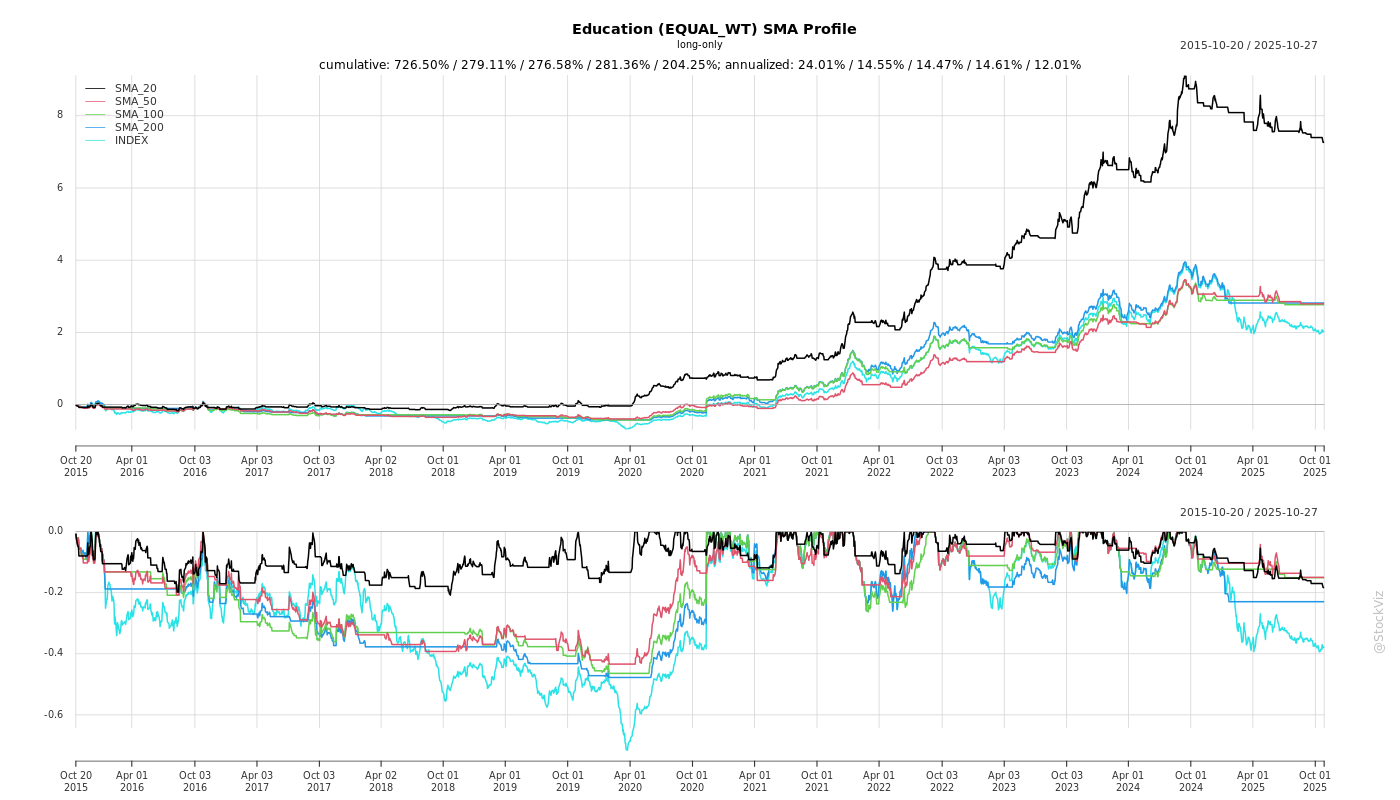 Education (EQUAL_WT) SMA Profile
long-only
2015-10-20 / 2025-10-27
cumulative: 726.50% / 279.11% / 276.58% / 281.36% / 204.25%; annualized: 24.01% / 14.55% / 14.47% / 14.61% / 12.01%
SMA_20
SMA_50
SMA_100
SMA_200
INDEX
8
6
4
2
0
Oct 20 Apr 01 Oct 03 Apr 03 Oct 03 Apr 02 Oct 01 Apr 01 Oct 01 Apr 01 Oct 01 Apr 01 Oct 01 Apr 01 Oct 03 Apr 03 Oct 03 Apr 01 Oct 01 Apr 01 Oct 01
2015 2016 2016 2017 2017 2018 2018 2019 2019 2020 2020 2021 2021 2022 2022 2023 2023 2024 2024 2025 2025
2015-10-20 / 2025-10-27
0.0
-0.2
-0.4
-0.6
Oct 20 Apr 01 Oct 03 Apr 03 Oct 03 Apr 02 Oct 01 Apr 01 Oct 01 Apr 01 Oct 01 Apr 01 Oct 01 Apr 01 Oct 03 Apr 03 Oct 03 Apr 01 Oct 01 Apr 01 Oct 01
2015 2016 2016 2017 2017 2018 2018 2019 2019 2020 2020 2021 2021 2022 2022 2023 2023 2024 2024 2025 2025
@StockViz